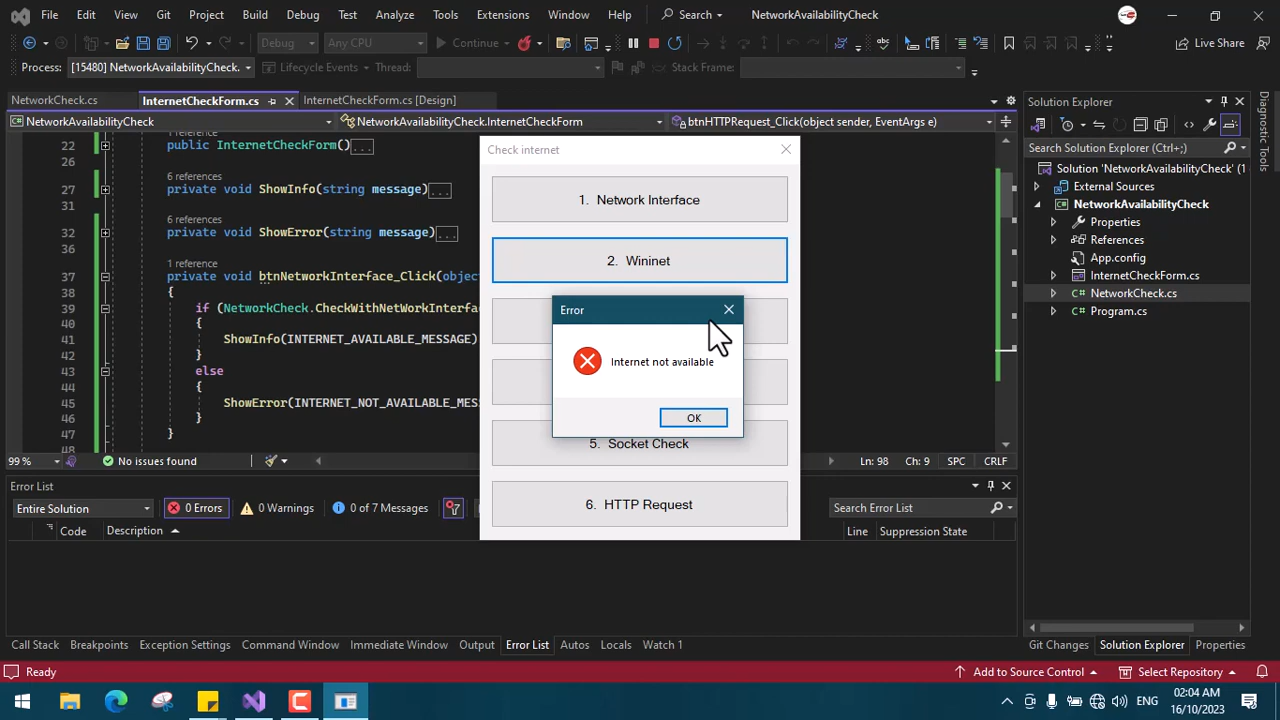 File Edit View Git Project Build Debug Test Analyze Tools Extensions Window Help Search NetworkAvailabilityCheck
Debug Any CPU Continue Live Share
Process: [15480] NetworkAvailabilityCheck. Lifecycle Events Thread: Stack Frame:
NetworkCheck.cs InternetCheckForm.cs InternetCheckForm.cs [Design]
NetworkAvailabilityCheck NetworkAvailabilityCheck.InternetCheckForm btnHTTPRequest_Click(object sender, EventArgs e)
1 reference
22 public InternetCheckForm()...
26
6 references
27 private void ShowInfo(string message)...
31
6 references
32 private void ShowError(string message)...
36
1 reference
37 private void btnNetworkInterface_Click(objec
38 {
39 if (NetworkCheck.CheckWithNetWorkInterfa
40 {
41 ShowInfo(INTERNET_AVAILABLE_MESSAGE)
42 }
43 else
44 {
45 ShowError(INTERNET_NOT_AVAILABLE_MES
46 }
47 }
99 % No issues found Ln: 98 Ch: 9 SPC CRLF
Check internet
1. Network Interface
2. Wininet
5. Socket Check
6. HTTP Request
Error
Internet not available
OK
Error List
Entire Solution 0 Errors 0 Warnings 0 of 7 Messages Search Error List
Code Description Line Suppression State
Call Stack Breakpoints Exception Settings Command Window Immediate Window Output Error List Autos Locals Watch 1
Solution Explorer
Search Solution Explorer (Ctrl+;)
Solution 'NetworkAvailabilityCheck' (1
External Sources
NetworkAvailabilityCheck
Properties
References
App.config
InternetCheckForm.cs
NetworkCheck.cs
Program.cs
Git Changes Solution Explorer Properties
Diagnostic Tools
Ready Add to Source Control Select Repository
ENG 02:04 AM
16/10/2023